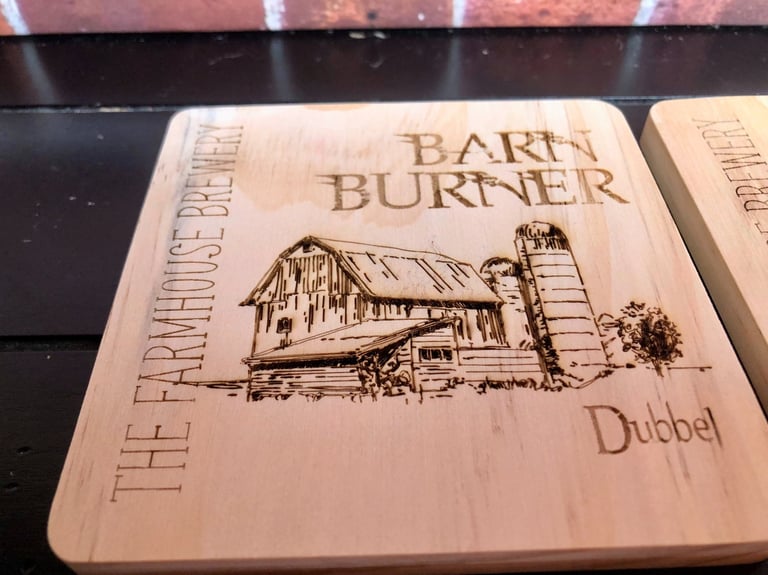 THE FARMHOUSE BREWERY
BARN
BURNER
Dubbel
BREWERY